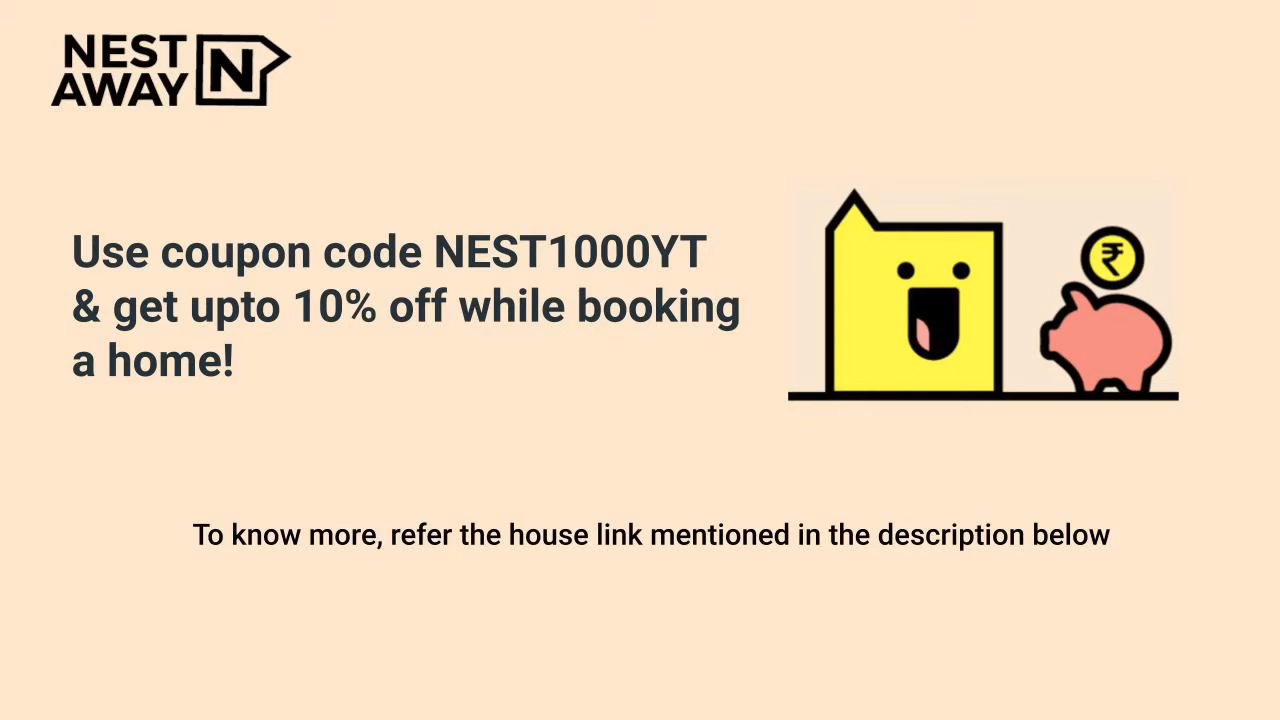 NEST
AWAY N
Use coupon code NEST1000YT
& get upto 10% off while booking
a home!
₹
To know more, refer the house link mentioned in the description below